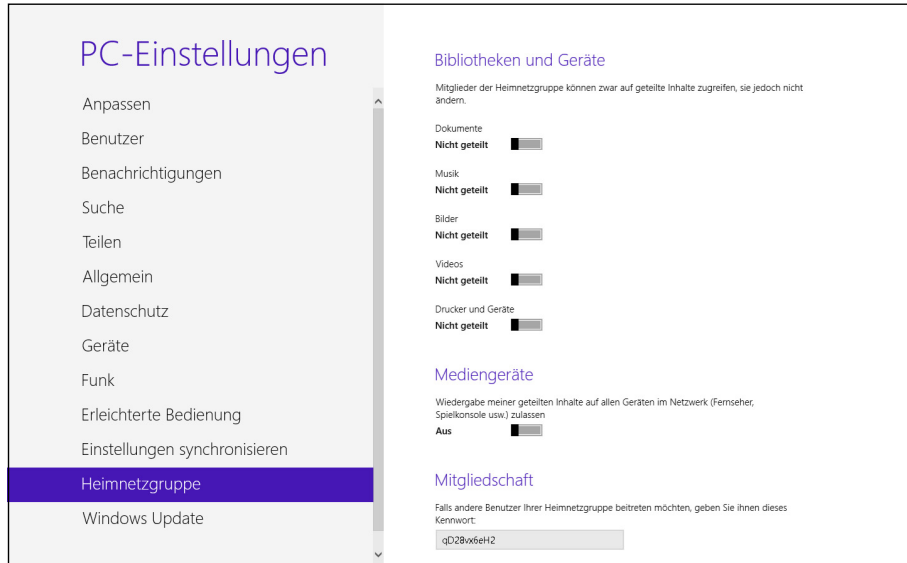 PC-Einstellungen
Anpassen
Benutzer
Benachrichtigungen
Suche
Teilen
Allgemein
Datenschutz
Geräte
Funk
Erleichterte Bedienung
Einstellungen synchronisieren
Heimnetzgruppe
Windows Update
Bibliotheken und Geräte
Mitglieder der Heimnetzgruppe können zwar auf geteilte Inhalte zugreifen, sie jedoch nicht
ändern.
Dokumente
Nicht geteilt
Musik
Nicht geteilt
Bilder
Nicht geteilt
Videos
Nicht geteilt
Drucker und Geräte
Nicht geteilt
Mediengeräte
Wiedergabe meiner geteilten Inhalte auf allen Geräten im Netzwerk (Fernseher,
Spielkonsole usw.) zulassen
Aus
Mitgliedschaft
Falls andere Benutzer Ihrer Heimnetzgruppe beitreten möchten, geben Sie ihnen dieses
Kennwort:
qD28vx6eH2